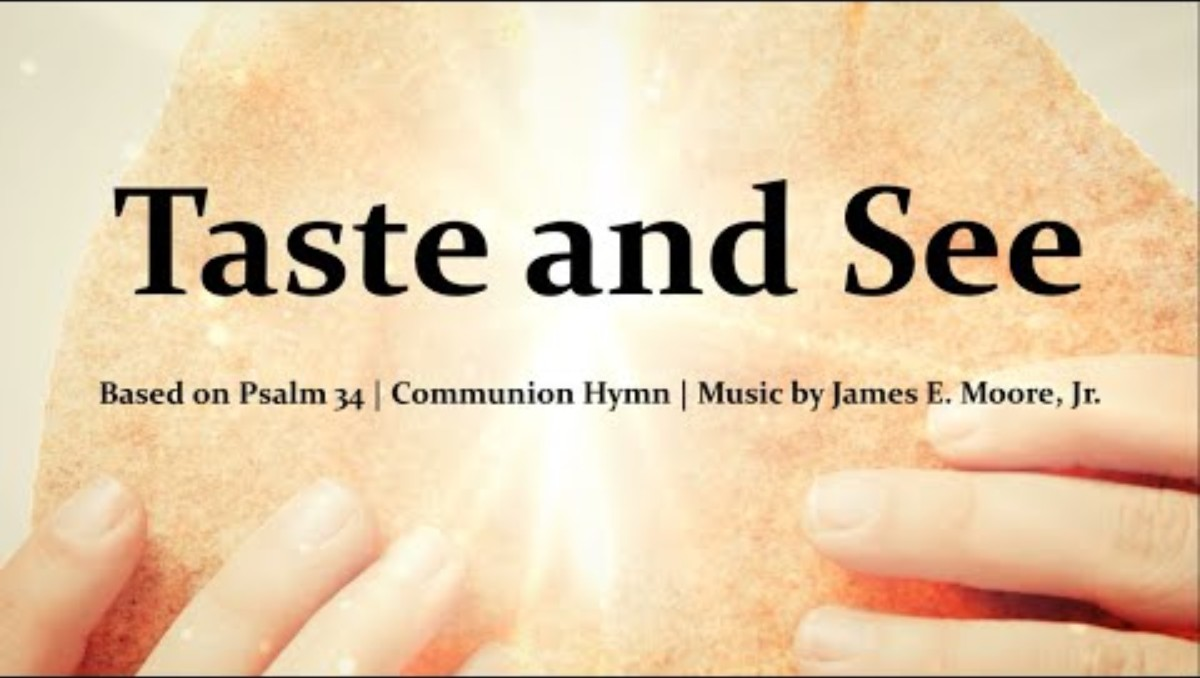 Taste and See
Based on Psalm 34 | Communion Hymn | Music by James E. Moore, Jr.